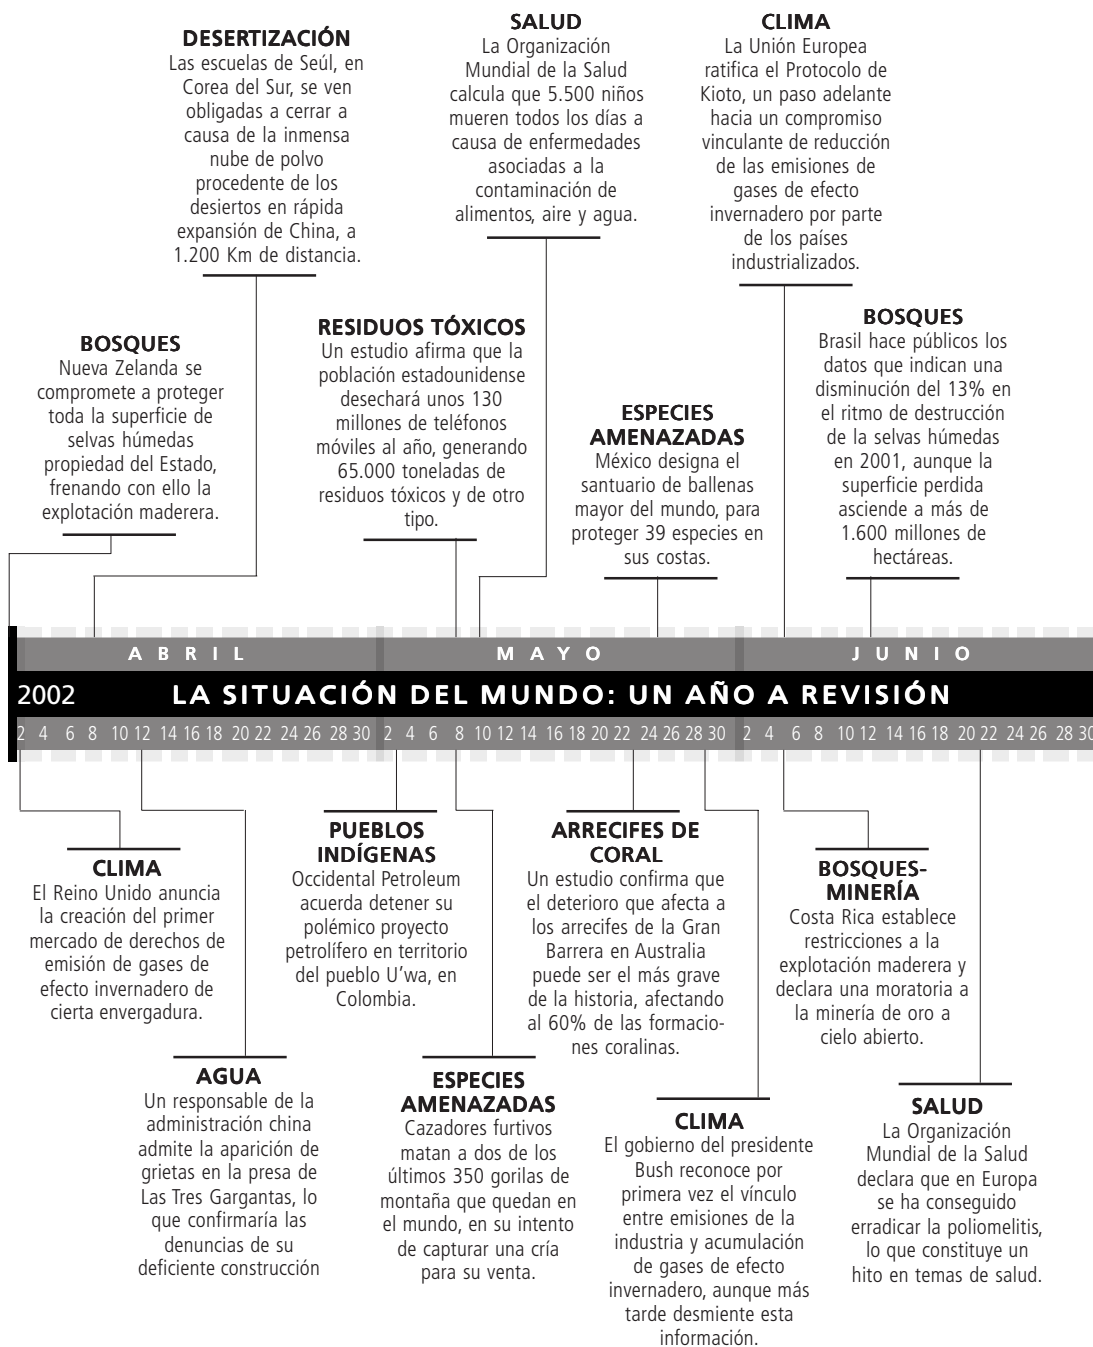 DESERTIZACIÓN
Las escuelas de Seúl, en
Corea del Sur, se ven
obligadas a cerrar a
causa de la inmensa
nube de polvo
procedente de los
desiertos en rápida
expansión de China, a
1.200 Km de distancia.
SALUD
La Organización
Mundial de la Salud
calcula que 5.500 niños
mueren todos los días a
causa de enfermedades
asociadas a la
contaminación de
alimentos, aire y agua.
CLIMA
La Unión Europea
ratifica el Protocolo de
Kioto, un paso adelante
hacia un compromiso
vinculante de reducción
de las emisiones de
gases de efecto
invernadero por parte
de los países
industrializados.
BOSQUES
Nueva Zelanda se
compromete a proteger
toda la superficie de
selvas húmedas
propiedad del Estado,
frenando con ello la
explotación maderera.
RESIDUOS TÓXICOS
Un estudio afirma que la
población estadounidense
desechará unos 130
millones de teléfonos
móviles al año, generando
65.000 toneladas de
residuos tóxicos y de otro
tipo.
ESPECIES
AMENAZADAS
México designa el
santuario de ballenas
mayor del mundo, para
proteger 39 especies en
sus costas.
BOSQUES
Brasil hace públicos los
datos que indican una
disminución del 13% en
el ritmo de destrucción
de la selvas húmedas
en 2001, aunque la
superficie perdida
asciende a más de
1.600 millones de
hectáreas.
ABRIL MAYO JUNIO
2002 LA SITUACIÓN DEL MUNDO: UN AÑO A REVISIÓN
2 4 6 8 10 12 14 16 18 20 22 24 26 28 30 2 4 6 8 10 12 14 16 18 20 22 24 26 28 30 2 4 6 8 10 12 14 16 18 20 22 24 26 28 30
CLIMA
El Reino Unido anuncia
la creación del primer
mercado de derechos de
emisión de gases de
efecto invernadero de
cierta envergadura.
AGUA
Un responsable de la
administración china
admite la aparición de
grietas en la presa de
Las Tres Gargantas, lo
que confirmaría las
denuncias de su
deficiente construcción
PUEBLOS
INDÍGENAS
Occidental Petroleum
acuerda detener su
polémico proyecto
petrolífero en territorio
del pueblo U'wa, en
Colombia.
ESPECIES
AMENAZADAS
Cazadores furtivos
matan a dos de los
últimos 350 gorilas de
montaña que quedan en
el mundo, en su intento
de capturar una cría
para su venta.
ARRECIFES DE
CORAL
Un estudio confirma que
el deterioro que afecta a
los arrecifes de la Gran
Barrera en Australia
puede ser el más grave
de la historia, afectando
al 60% de las formacio-
nes coralinas.
CLIMA
El gobierno del presidente
Bush reconoce por
primera vez el vínculo
entre emisiones de la
industria y acumulación
de gases de efecto
invernadero, aunque más
tarde desmiente esta
información.
BOSQUES-
MINERÍA
Costa Rica establece
restricciones a la
explotación maderera y
declara una moratoria a
la minería de oro a
cielo abierto.
SALUD
La Organización
Mundial de la Salud
declara que en Europa
se ha conseguido
erradicar la poliomelitis,
lo que constituye un
hito en temas de salud.